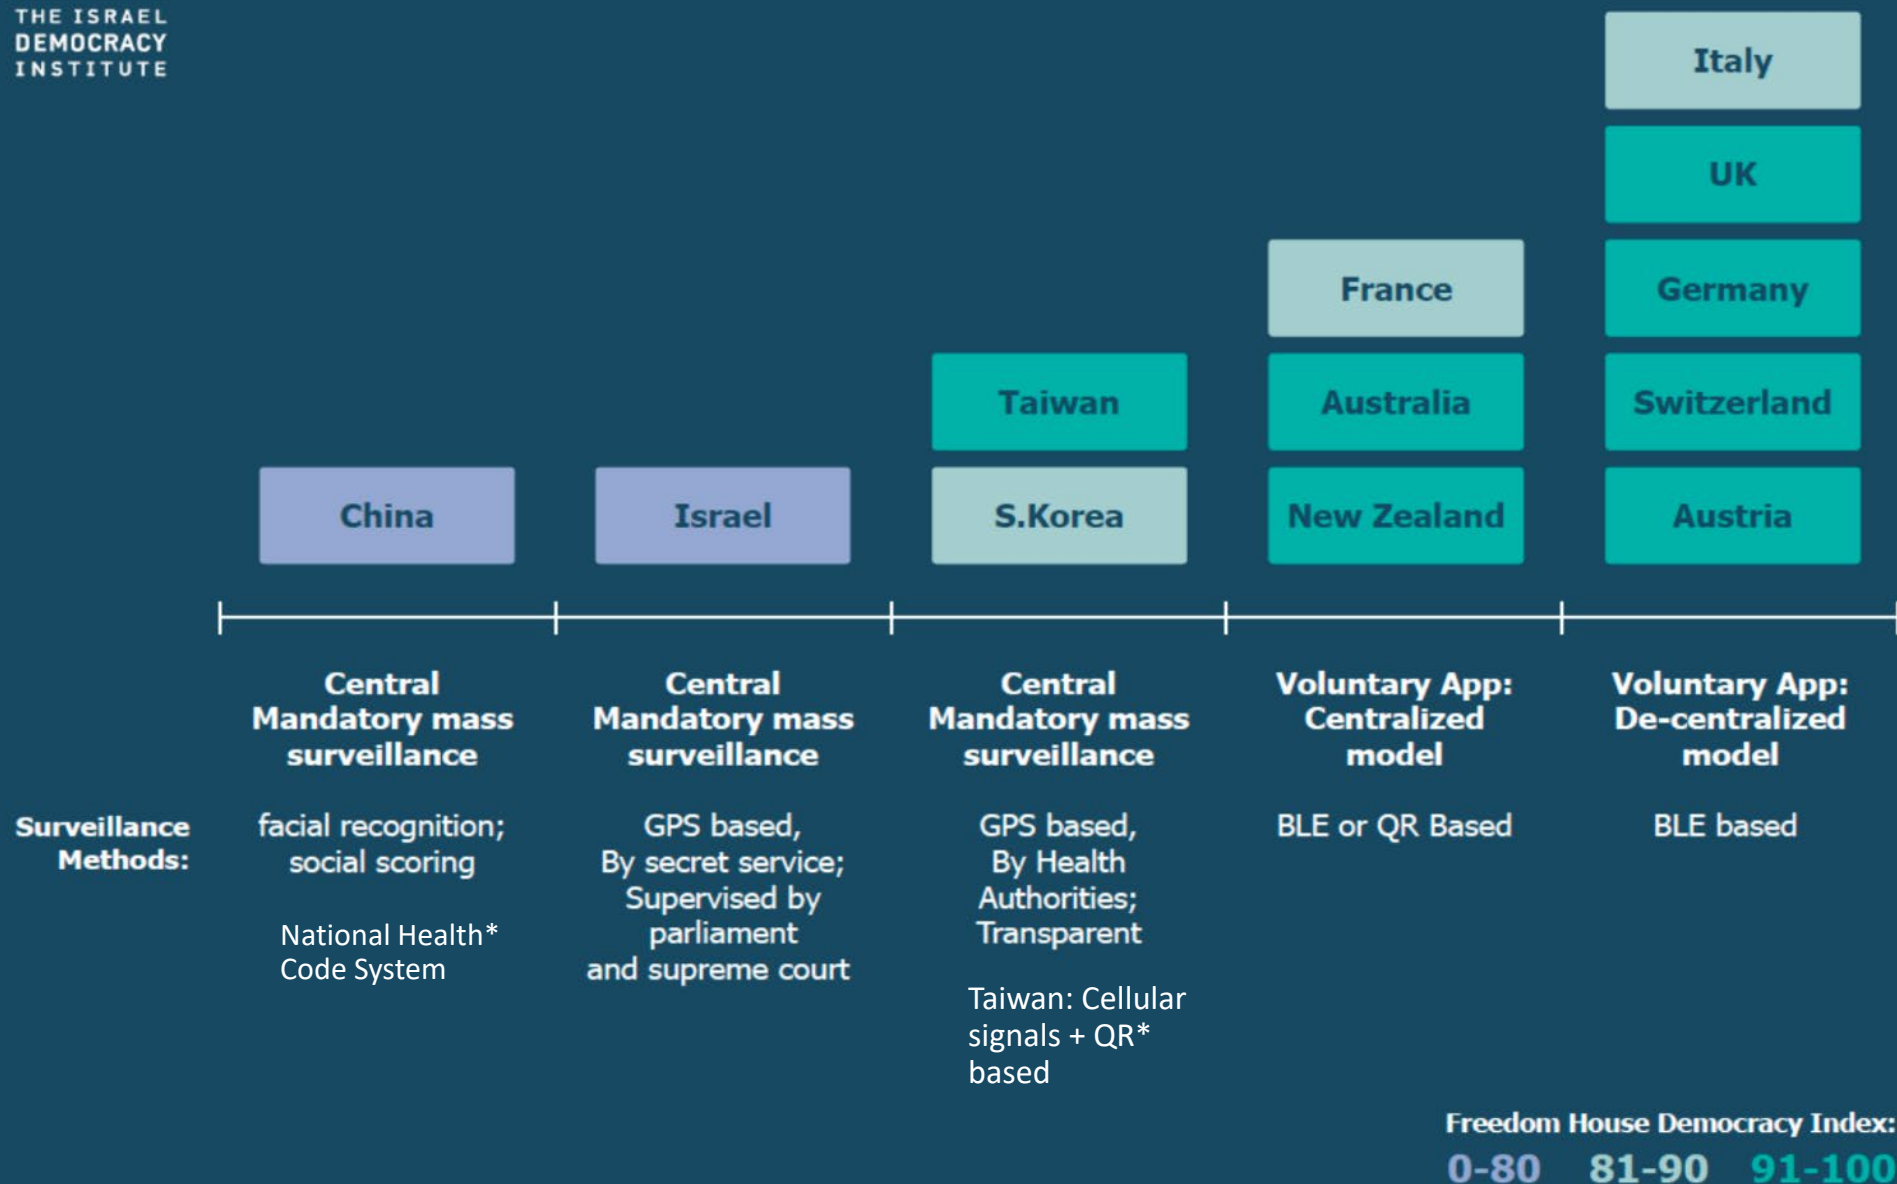 THE ISRAEL
DEMOCRACY
INSTITUTE
Italy
UK
France
Germany
Taiwan
Australia
Switzerland
China
Israel
S.Korea
New Zealand
Austria
Central
Mandatory mass
surveillance
Central
Mandatory mass
surveillance
Central
Mandatory mass
surveillance
Voluntary App:
Centralized
model
Voluntary App:
De-centralized
model
Surveillance
Methods:
facial recognition;
social scoring
National Health*
Code System
GPS based,
By secret service;
Supervised by
parliament
and supreme court
GPS based,
By Health
Authorities;
Transparent
Taiwan: Cellular
signals + QR*
based
BLE or QR Based
BLE based
Freedom House Democracy Index:
0-80 81-90 91-100